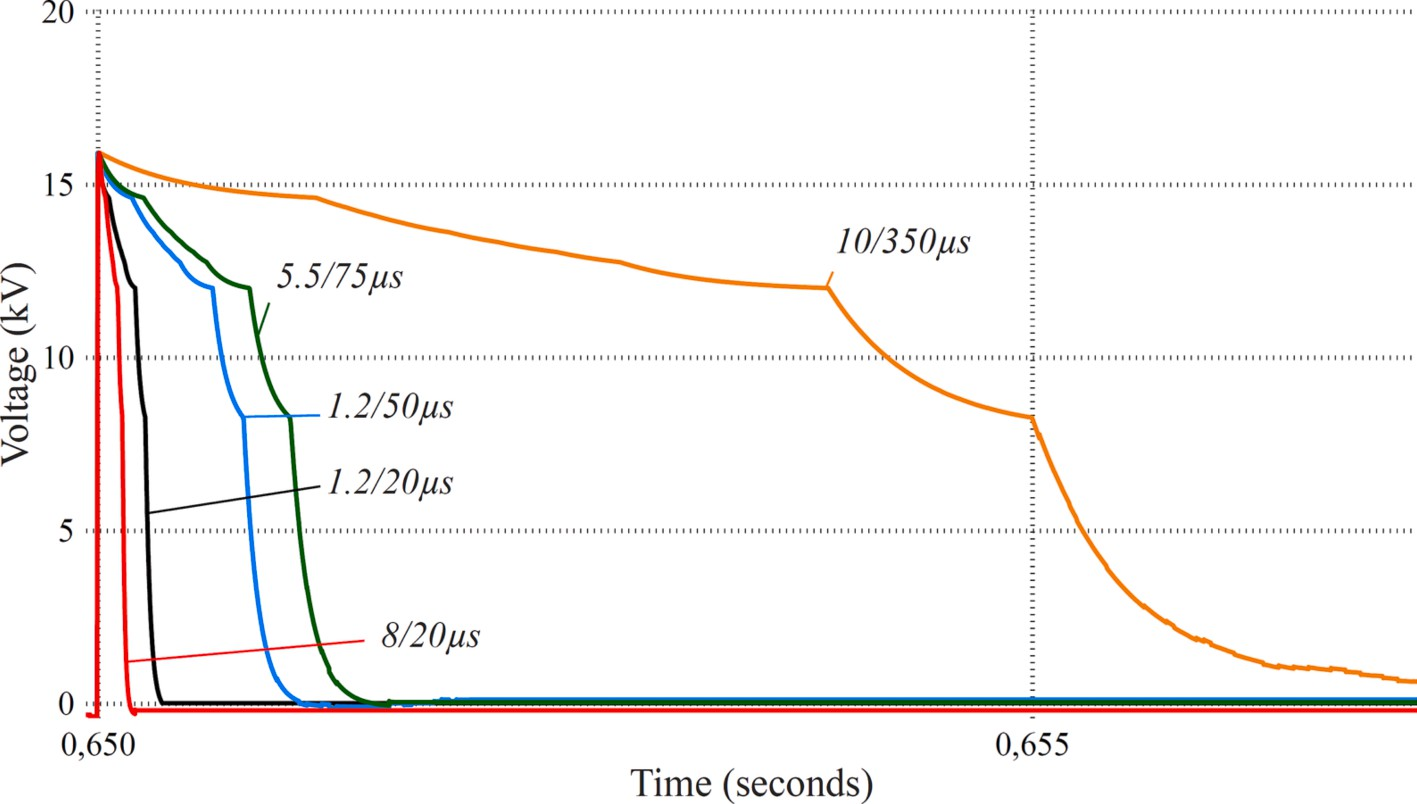 20
15
10/350µs
5.5/75µs
Voltage (kV)
10
1.2/50µs
1.2/20µs
5
8/20µs
0
0,650
0,655
Time (seconds)